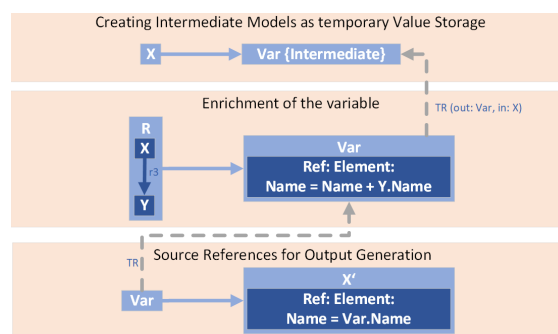 Creating Intermediate Models as temporary Value Storage
X
Var {Intermediate}
TR (out: Var, in: X)
Enrichment of the variable
R
X
r3
Y
Var
Ref: Element:
Name = Name + Y.Name
TR
Source References for Output Generation
Var
X‘
Ref: Element:
Name = Var.Name